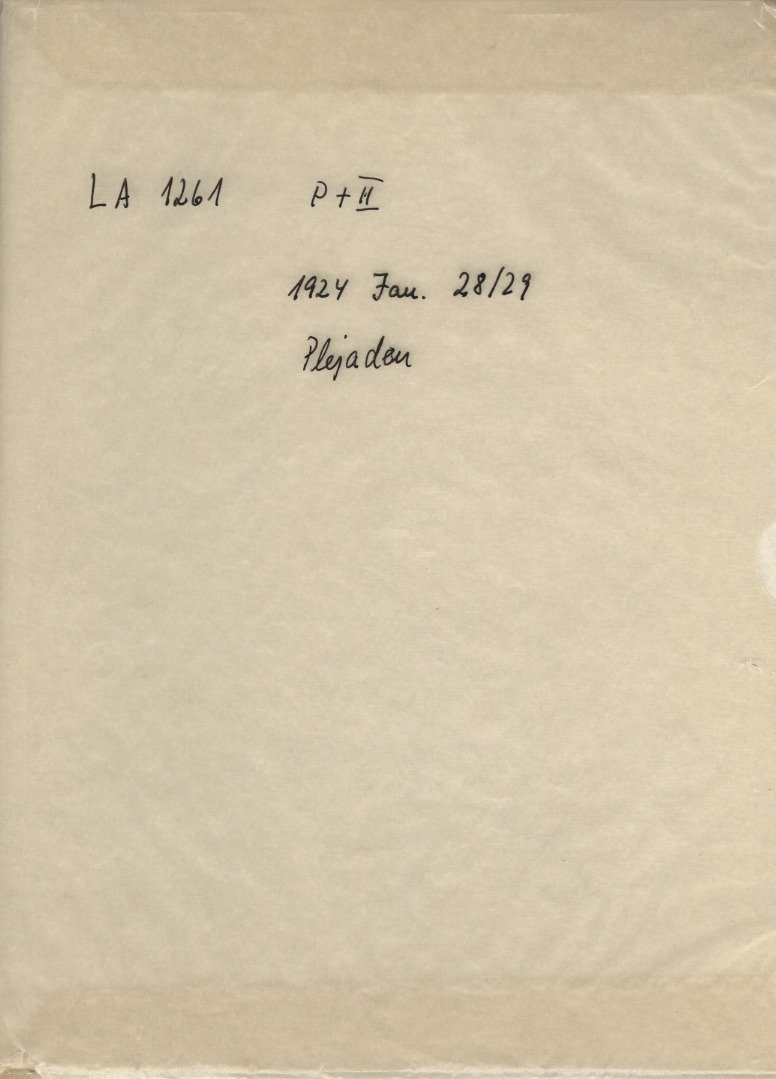 LA 1261 P + II
1924 Jan. 28/29
Plejaden